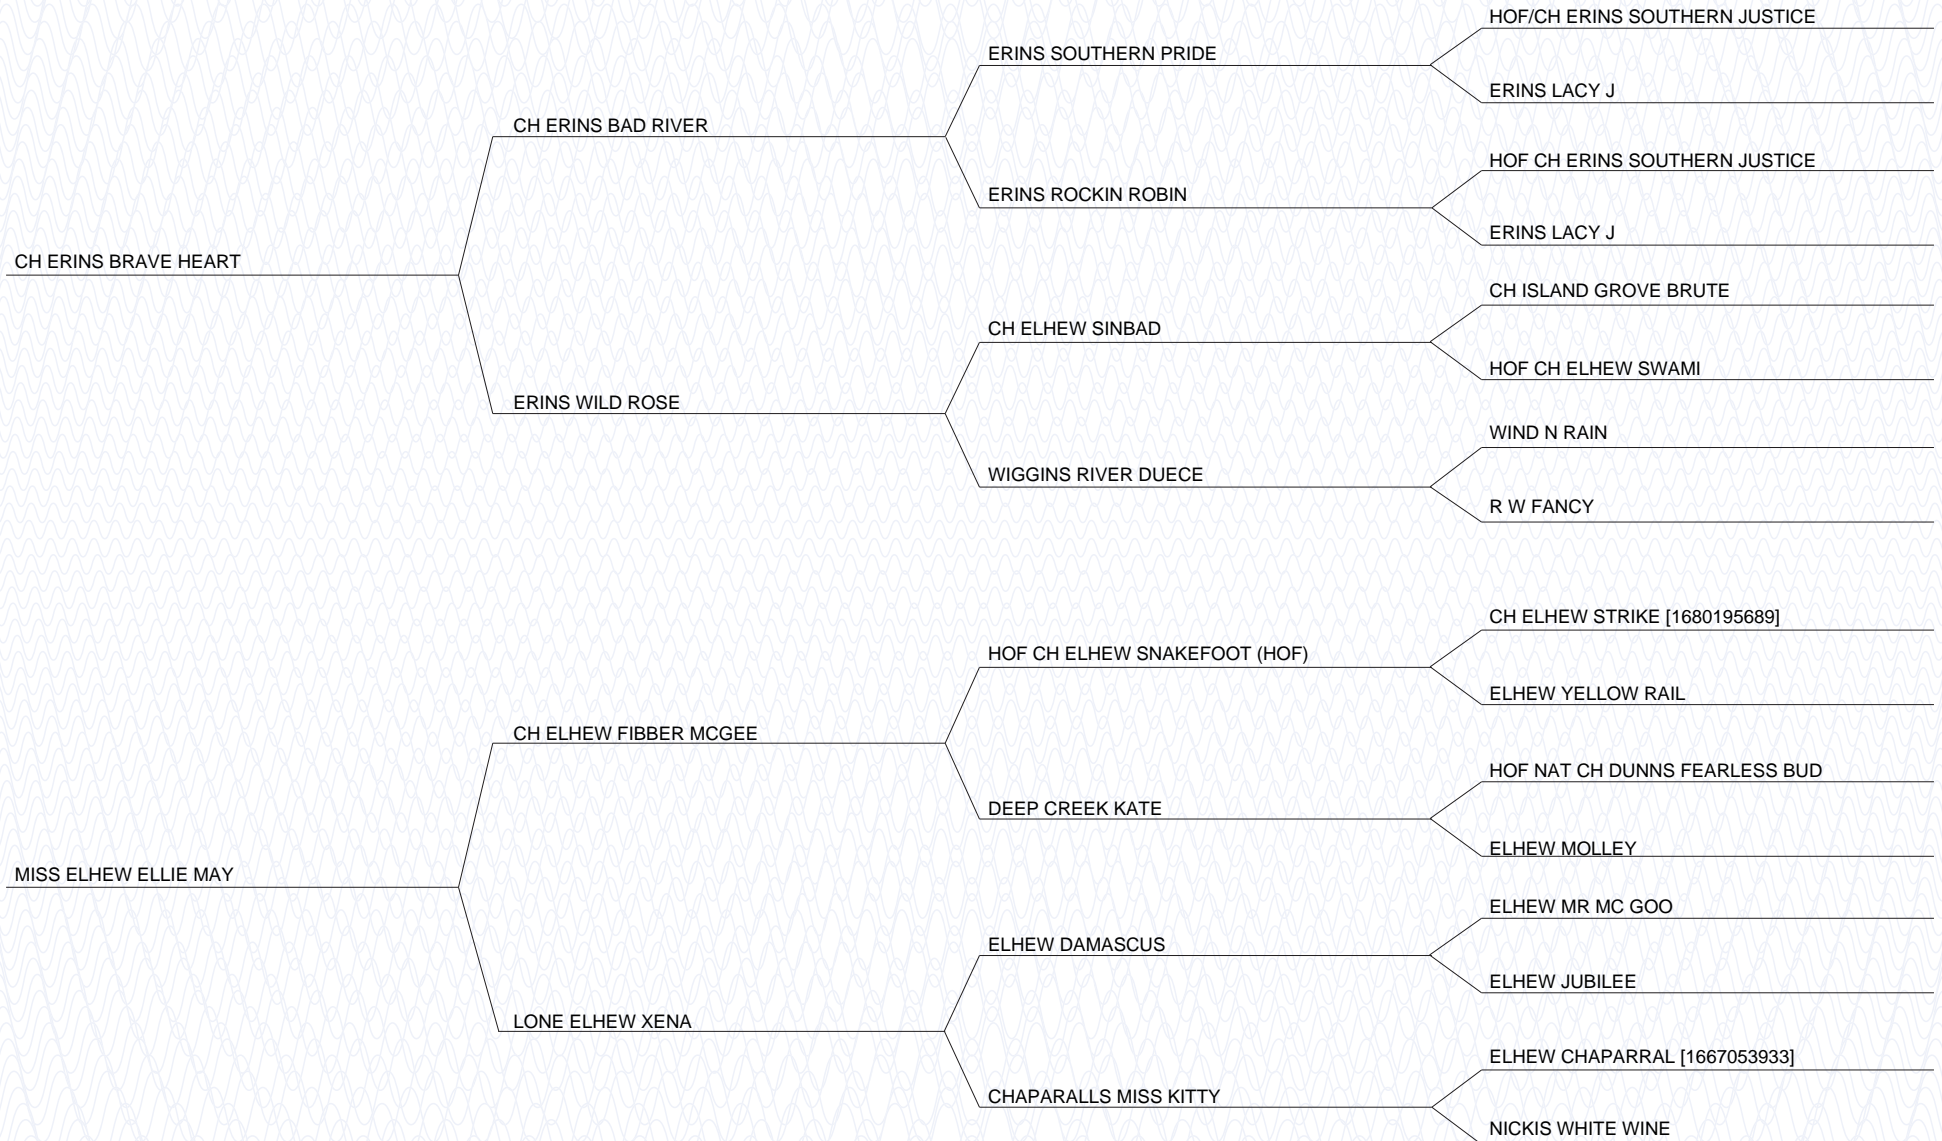 HOF/CH ERINS SOUTHERN JUSTICE
ERINS SOUTHERN PRIDE
ERINS LACY J
CH ERINS BAD RIVER
HOF CH ERINS SOUTHERN JUSTICE
ERINS ROCKIN ROBIN
ERINS LACY J
CH ERINS BRAVE HEART
CH ISLAND GROVE BRUTE
CH ELHEW SINBAD
HOF CH ELHEW SWAMI
ERINS WILD ROSE
WIND N RAIN
WIGGINS RIVER DUECE
R W FANCY
CH ELHEW STRIKE [1680195689]
HOF CH ELHEW SNAKEFOOT (HOF)
ELHEW YELLOW RAIL
CH ELHEW FIBBER MCGEE
HOF NAT CH DUNNS FEARLESS BUD
DEEP CREEK KATE
ELHEW MOLLEY
MISS ELHEW ELLIE MAY
ELHEW MR MC GOO
ELHEW DAMASCUS
ELHEW JUBILEE
LONE ELHEW XENA
ELHEW CHAPARRAL [1667053933]
CHAPARALLS MISS KITTY
NICKIS WHITE WINE